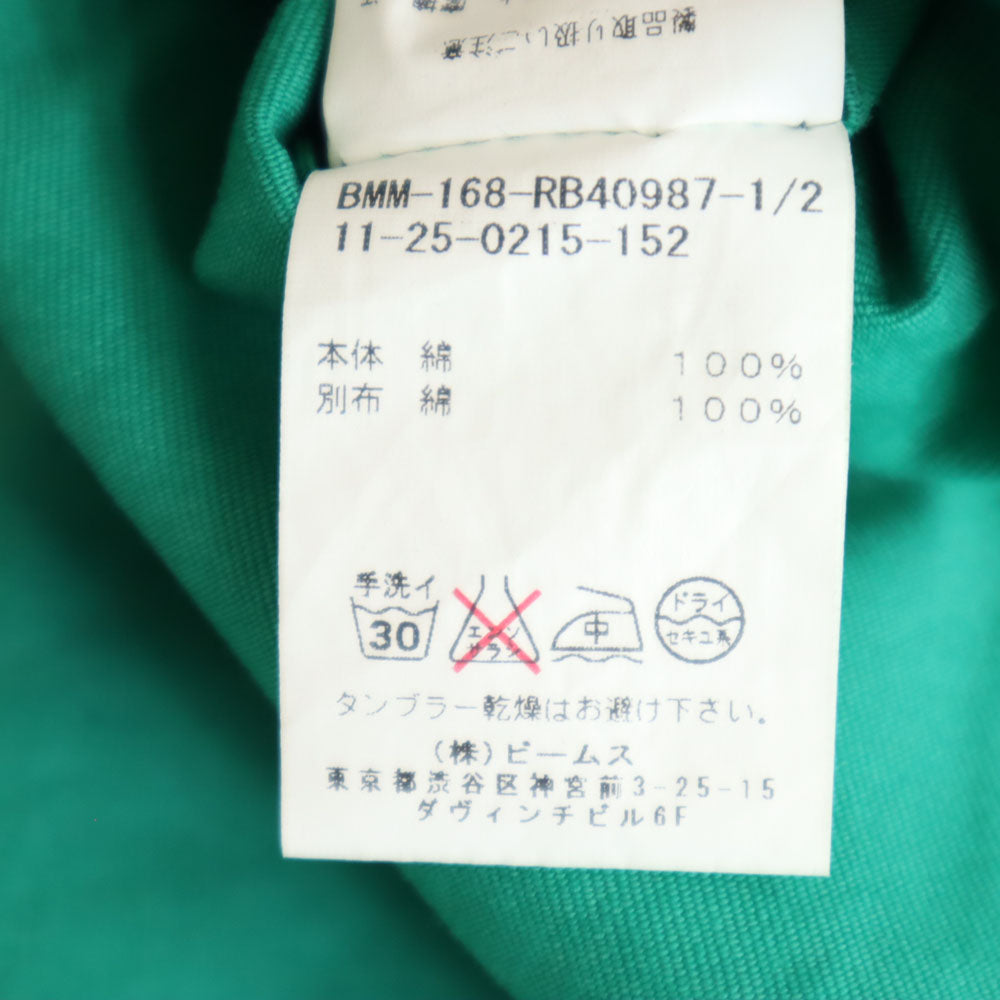 製品取り扱いご注意
BMM-168-RB40987-1/2
11-25-0215-152
本体 綿 100%
別布 綿 100%
手洗イ
30
エンソ
サラシ
中
ドライ
セキユ系
タンブラー乾燥はお避け下さい。
(株)ビームス
東京都渋谷区神宮前3-25-15
ダヴィンチビル6F